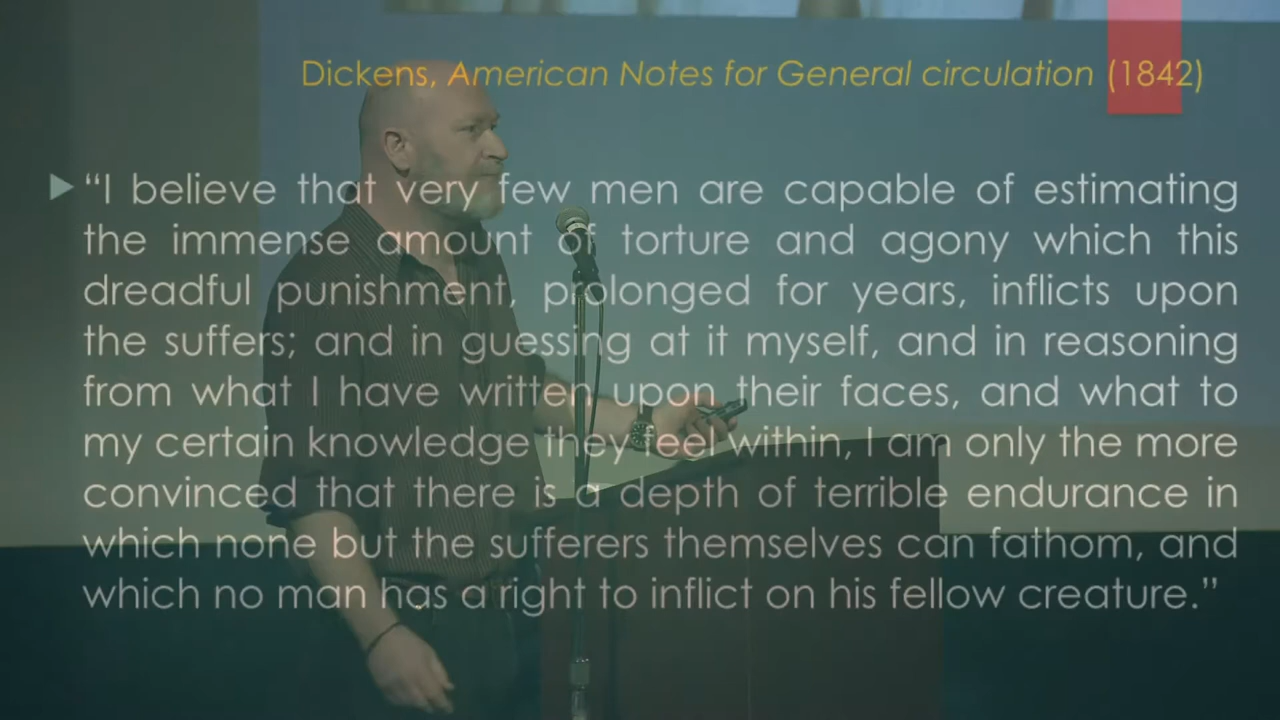 Dickens, American Notes for General circulation (1842)
“I believe that very few men are capable of estimating
the immense amount of torture and agony which this
dreadful punishment, prolonged for years, inflicts upon
the suffers; and in guessing at it myself, and in reasoning
from what I have written upon their faces, and what to
my certain knowledge they feel within, I am only the more
convinced that there is a depth of terrible endurance in
which none but the sufferers themselves can fathom, and
which no man has a right to inflict on his fellow creature.”